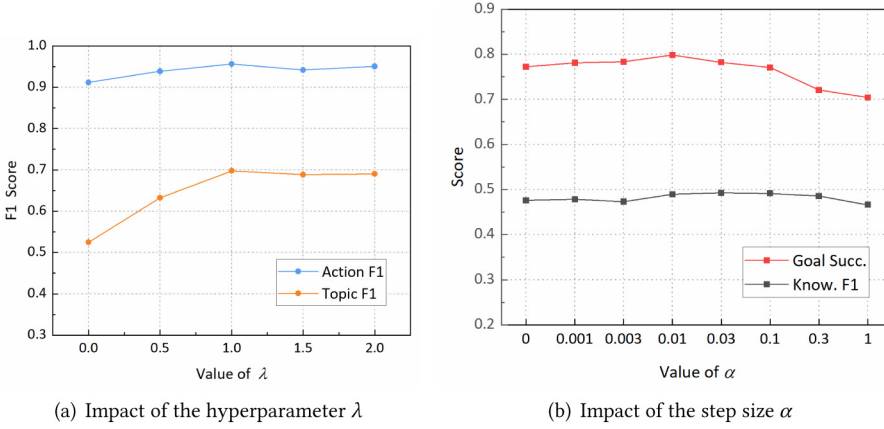 1.0
0.9
0.8
0.7
0.6
0.5
0.4
0.3
F1 Score
Action F1
Topic F1
0.0 0.5 1.0 1.5 2.0
Value of λ
(a) Impact of the hyperparameter λ
0.9
0.8
0.7
0.6
0.5
0.4
0.3
0.2
Score
Goal Succ.
Know. F1
0 0.001 0.003 0.01 0.03 0.1 0.3 1
Value of α
(b) Impact of the step size α